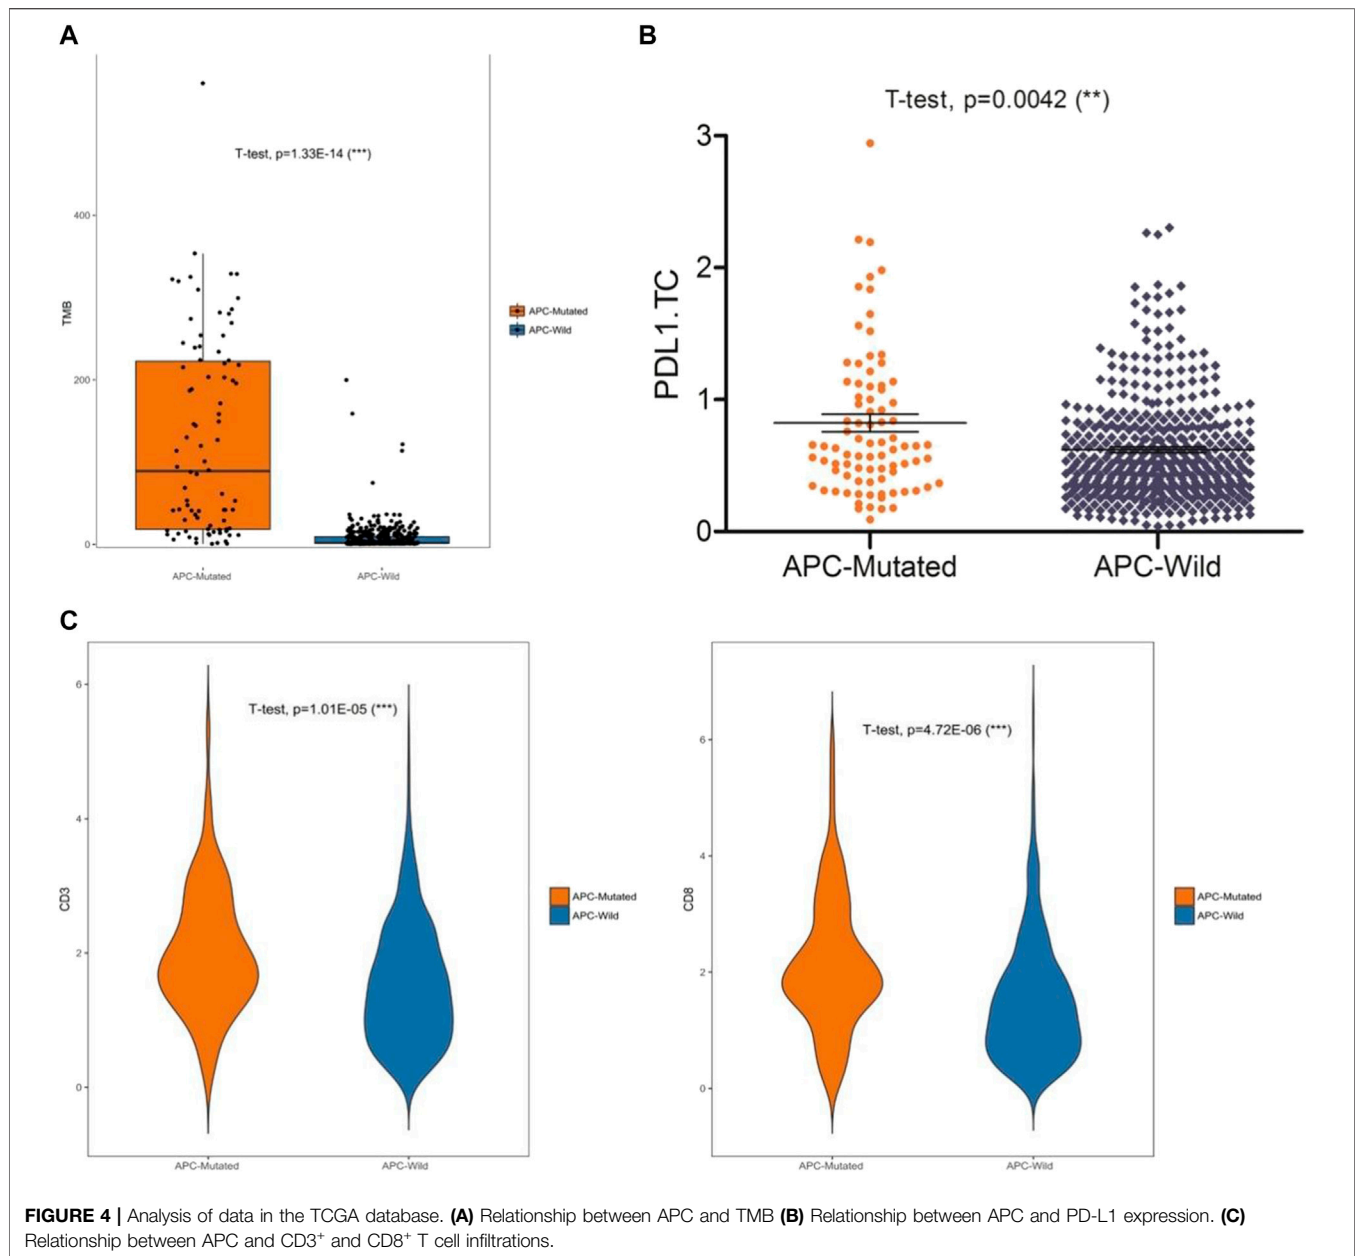 A
T-test, p=1.33E-14 (***)
400
200
0
TMB
APC-Mutated
APC-Wild
APC-Mutated
APC-Wild
B
T-test, p=0.0042 (**)
3
2
1
0
PDL1.TC
APC-Mutated
APC-Wild
C
T-test, p=1.01E-05 (***)
6
4
2
0
CD3
APC-Mutated
APC-Wild
APC-Mutated
APC-Wild
T-test, p=4.72E-06 (***)
6
4
2
0
CD8
APC-Mutated
APC-Wild
APC-Mutated
APC-Wild
FIGURE 4 | Analysis of data in the TCGA database. (A) Relationship between APC and TMB (B) Relationship between APC and PD-L1 expression. (C)
Relationship between APC and CD3⁺ and CD8⁺ T cell infiltrations.